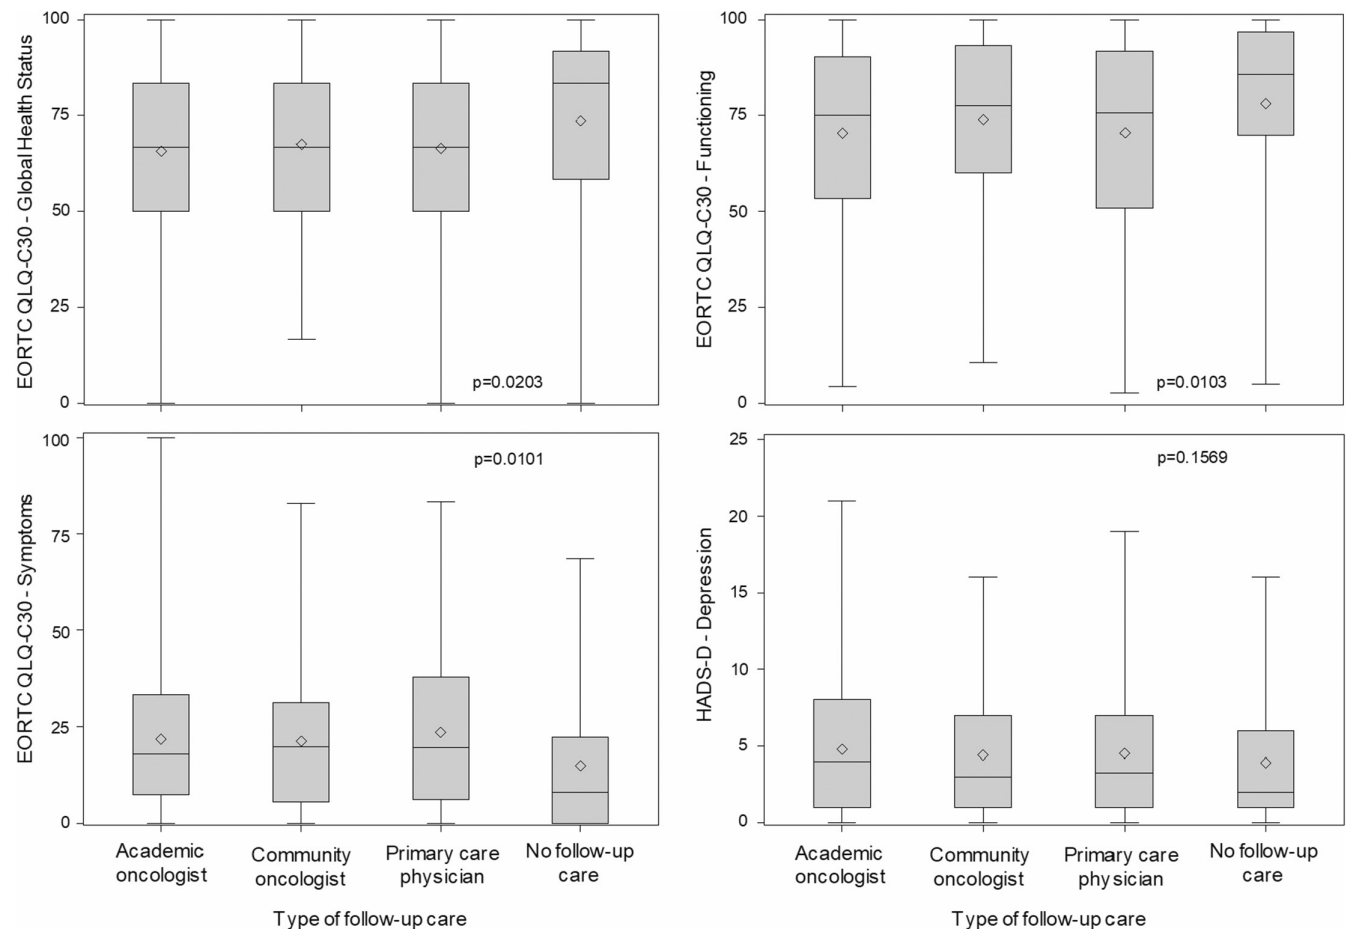 EORTC QLQ-C30 - Global Health Status
100
75
50
25
0
p=0.0203
EORTC QLQ-C30 - Functioning
100
75
50
25
0
p=0.0103
EORTC QLQ-C30 - Symptoms
100
75
50
25
0
p=0.0101
Academic
oncologist
Community
oncologist
Primary care
physician
No follow-up
care
Type of follow-up care
HADS-D - Depression
25
20
15
10
5
0
p=0.1569
Academic
oncologist
Community
oncologist
Primary care
physician
No follow-up
care
Type of follow-up care